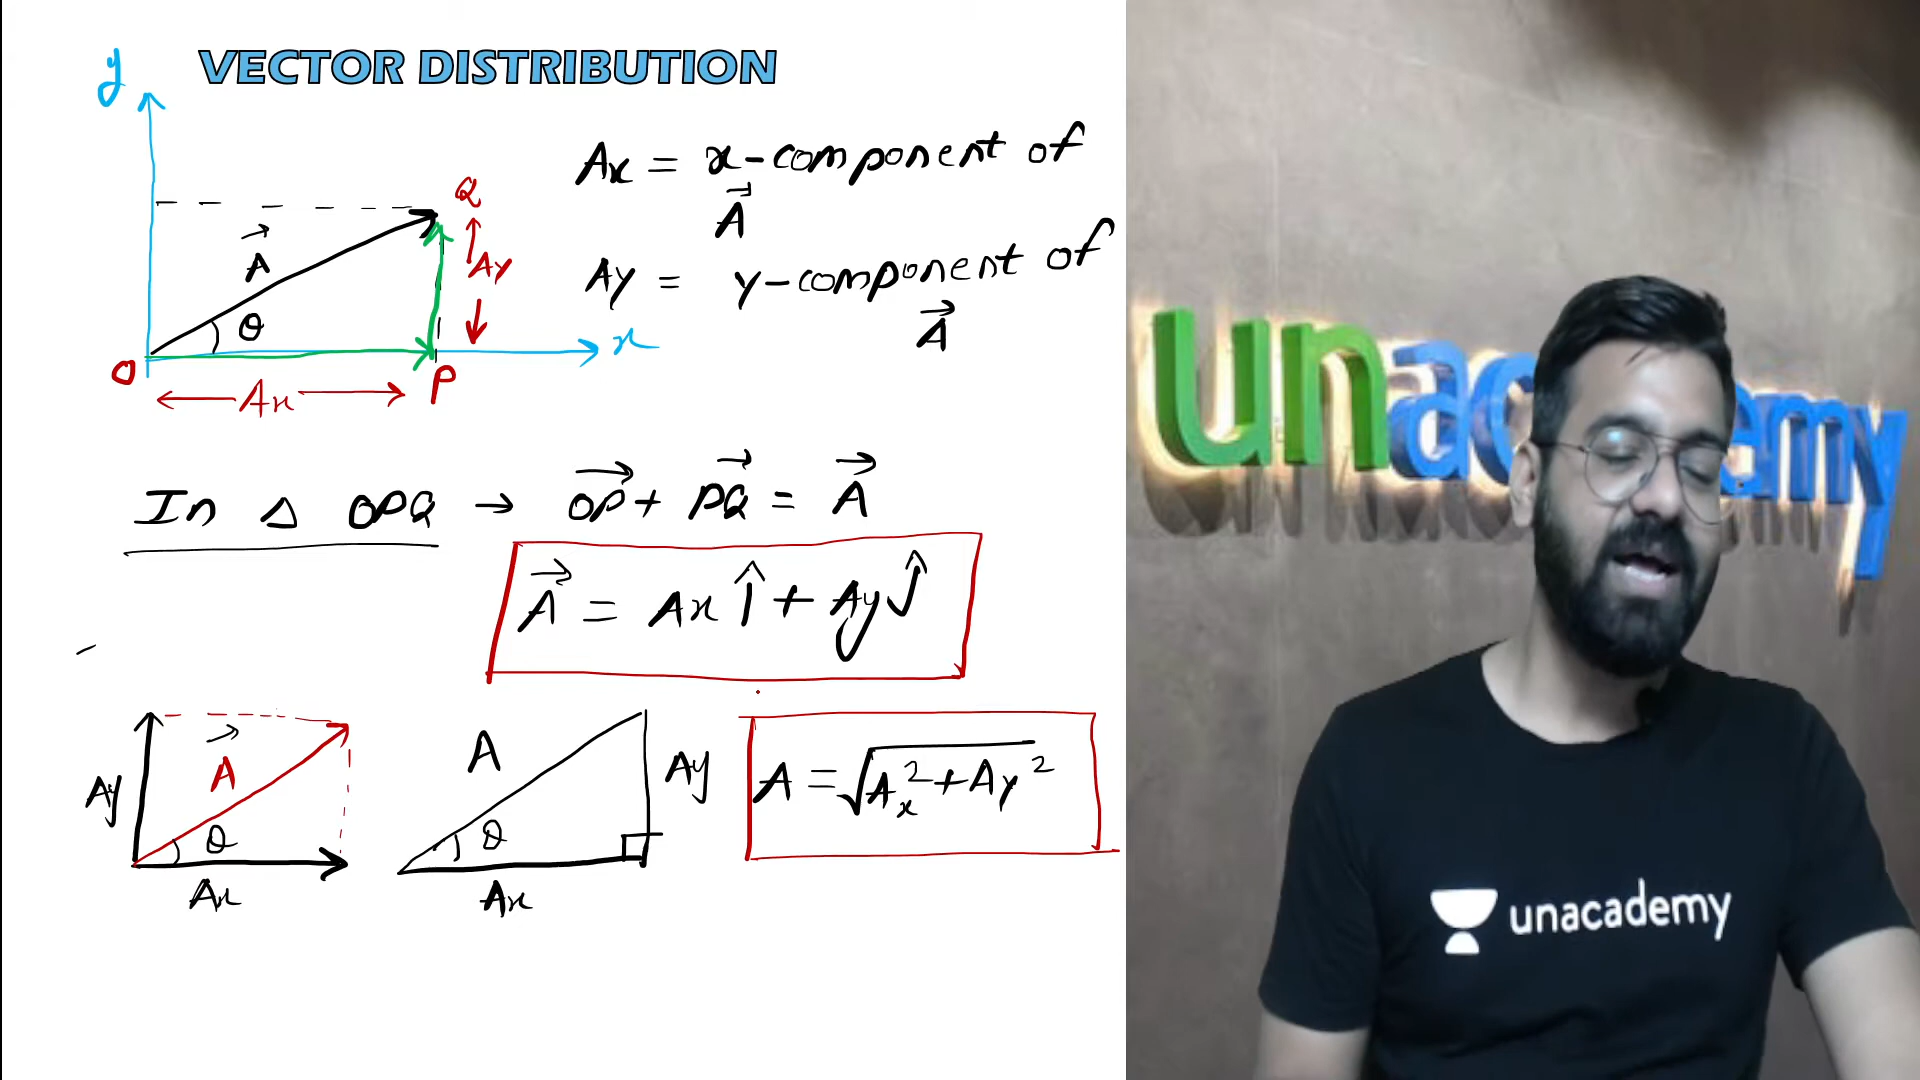 VECTOR DISTRIBUTION
y
Ax = x-component of
A⃗
Ay = y-component of
A⃗
Q
A⃗
Ay
θ
x
O
P
Ax
In Δ OPQ → OP⃗ + PQ⃗ = A⃗
A⃗ = Ax î + Ay ĵ
A⃗
Ay
θ
Ax
A
Ay
θ
Ax
A = √Ax² + Ay²
unacademy
unacademy